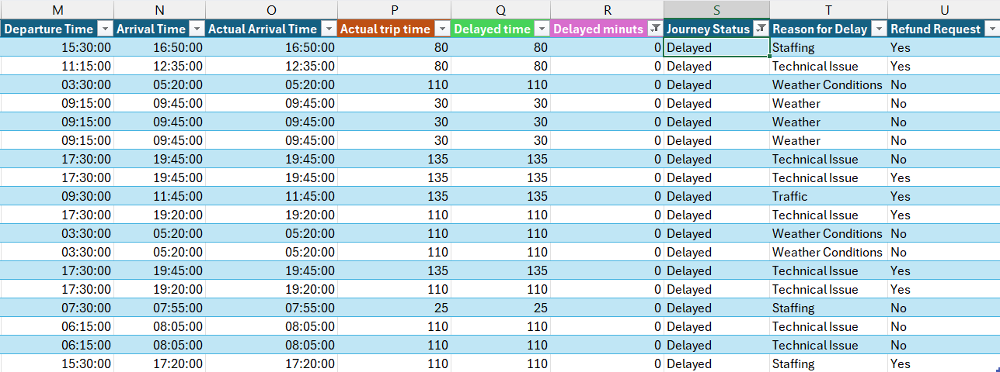 M N O P Q R S T U
Departure Time Arrival Time Actual Arrival Time Actual trip time Delayed time Delayed minuts Journey Status Reason for Delay Refund Request
15:30:00 16:50:00 16:50:00 80 80 0 Delayed Staffing Yes
11:15:00 12:35:00 12:35:00 80 80 0 Delayed Technical Issue Yes
03:30:00 05:20:00 05:20:00 110 110 0 Delayed Weather Conditions No
09:15:00 09:45:00 09:45:00 30 30 0 Delayed Weather No
09:15:00 09:45:00 09:45:00 30 30 0 Delayed Weather No
09:15:00 09:45:00 09:45:00 30 30 0 Delayed Weather No
17:30:00 19:45:00 19:45:00 135 135 0 Delayed Technical Issue No
17:30:00 19:45:00 19:45:00 135 135 0 Delayed Technical Issue Yes
09:30:00 11:45:00 11:45:00 135 135 0 Delayed Traffic Yes
17:30:00 19:20:00 19:20:00 110 110 0 Delayed Technical Issue Yes
03:30:00 05:20:00 05:20:00 110 110 0 Delayed Weather Conditions No
03:30:00 05:20:00 05:20:00 110 110 0 Delayed Weather Conditions No
17:30:00 19:45:00 19:45:00 135 135 0 Delayed Technical Issue Yes
17:30:00 19:20:00 19:20:00 110 110 0 Delayed Technical Issue Yes
07:30:00 07:55:00 07:55:00 25 25 0 Delayed Staffing No
06:15:00 08:05:00 08:05:00 110 110 0 Delayed Technical Issue No
06:15:00 08:05:00 08:05:00 110 110 0 Delayed Technical Issue No
15:30:00 17:20:00 17:20:00 110 110 0 Delayed Staffing Yes